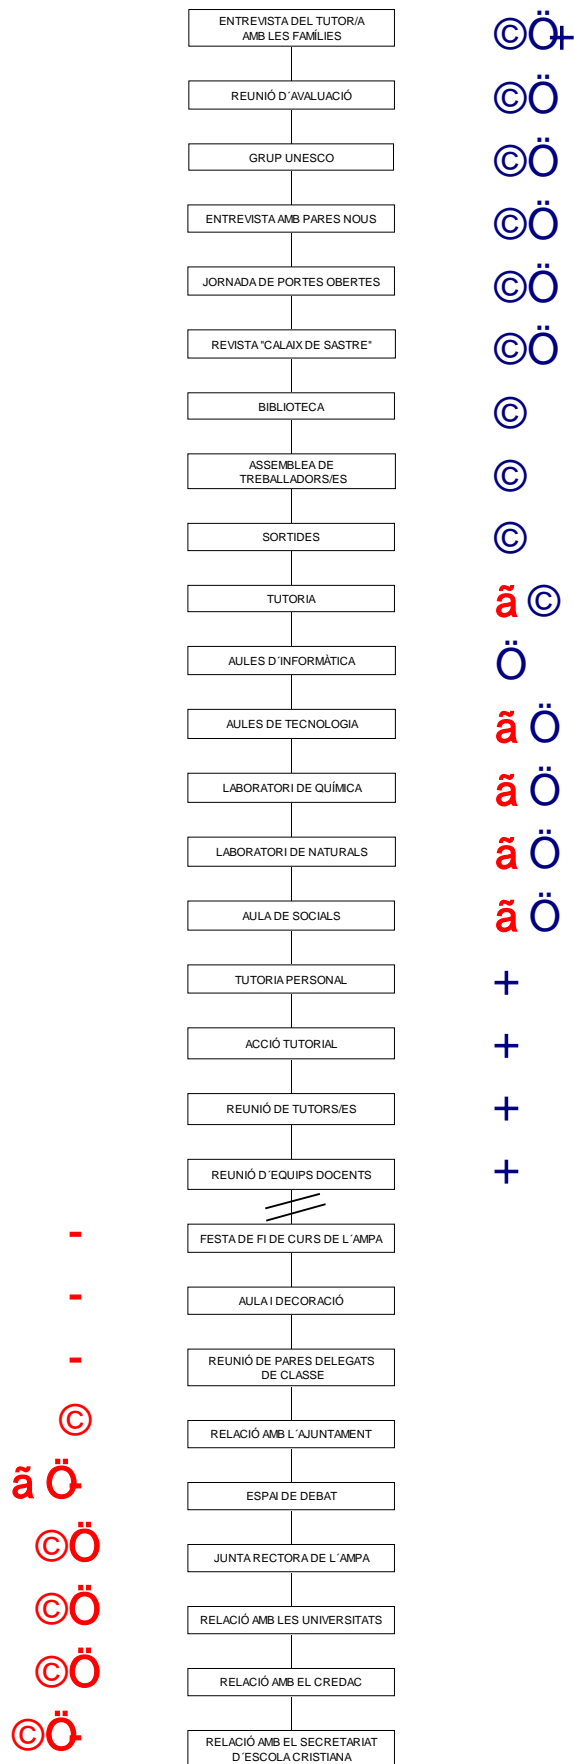 ENTREVISTA DEL TUTOR/A
AMB LES FAMÍLIES
©Ö+
REUNIÓ D´AVALUACIÓ
©Ö
GRUP UNESCO
©Ö
ENTREVISTA AMB PARES NOUS
©Ö
JORNADA DE PORTES OBERTES
©Ö
REVISTA "CALAIX DE SASTRE"
©Ö
BIBLIOTECA
©
ASSEMBLEA DE
TREBALLADORS/ES
©
SORTIDES
©
TUTORIA
ã ©
AULES D´INFORMÀTICA
Ö
AULES DE TECNOLOGIA
ã Ö
LABORATORI DE QUÍMICA
ã Ö
LABORATORI DE NATURALS
ã Ö
AULA DE SOCIALS
ã Ö
TUTORIA PERSONAL
+
ACCIÓ TUTORIAL
+
REUNIÓ DE TUTORS/ES
+
REUNIÓ D´EQUIPS DOCENTS
+
-
FESTA DE FI DE CURS DE L´AMPA
-
AULA I DECORACIÓ
-
REUNIÓ DE PARES DELEGATS
DE CLASSE
©
RELACIÓ AMB L´AJUNTAMENT
ã Ö-
ESPAI DE DEBAT
©Ö
JUNTA RECTORA DE L´AMPA
©Ö
RELACIÓ AMB LES UNIVERSITATS
©Ö
RELACIÓ AMB EL CREDAC
©Ö-
RELACIÓ AMB EL SECRETARIAT
D´ESCOLA CRISTIANA